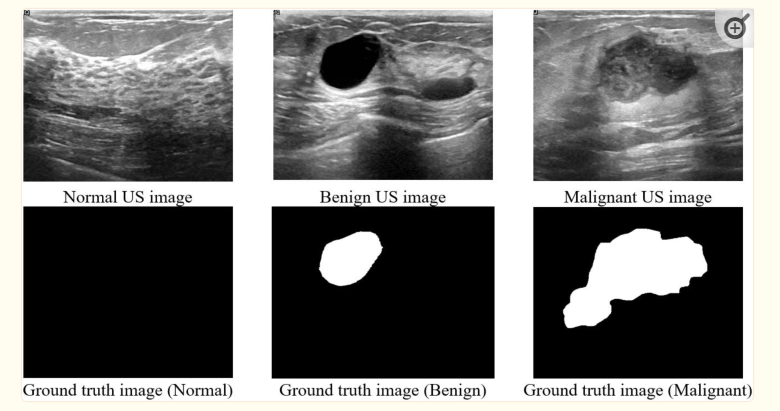 Normal US image
Benign US image
Malignant US image
Ground truth image (Normal)
Ground truth image (Benign)
Ground truth image (Malignant)